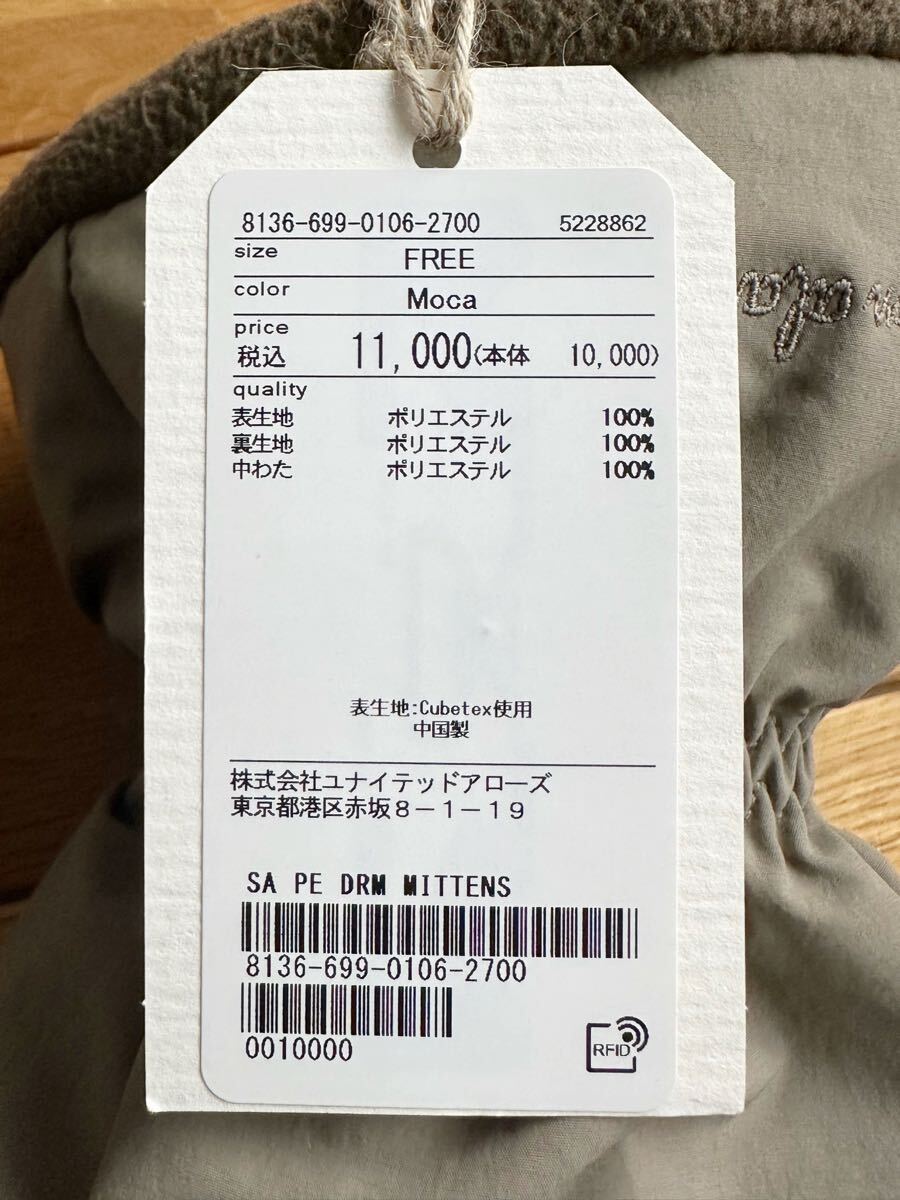 8136-699-0106-2700 5228862
size FREE
color Moca
price
税込 11,000(本体 10,000)
quality
表生地 ポリエステル 100%
裏生地 ポリエステル 100%
中わた ポリエステル 100%
表生地:Cubetex使用
中国製
株式会社ユナイテッドアローズ
東京都港区赤坂8-1-19
SA PE DRM MITTENS
8136-699-0106-2700
0010000
RFID